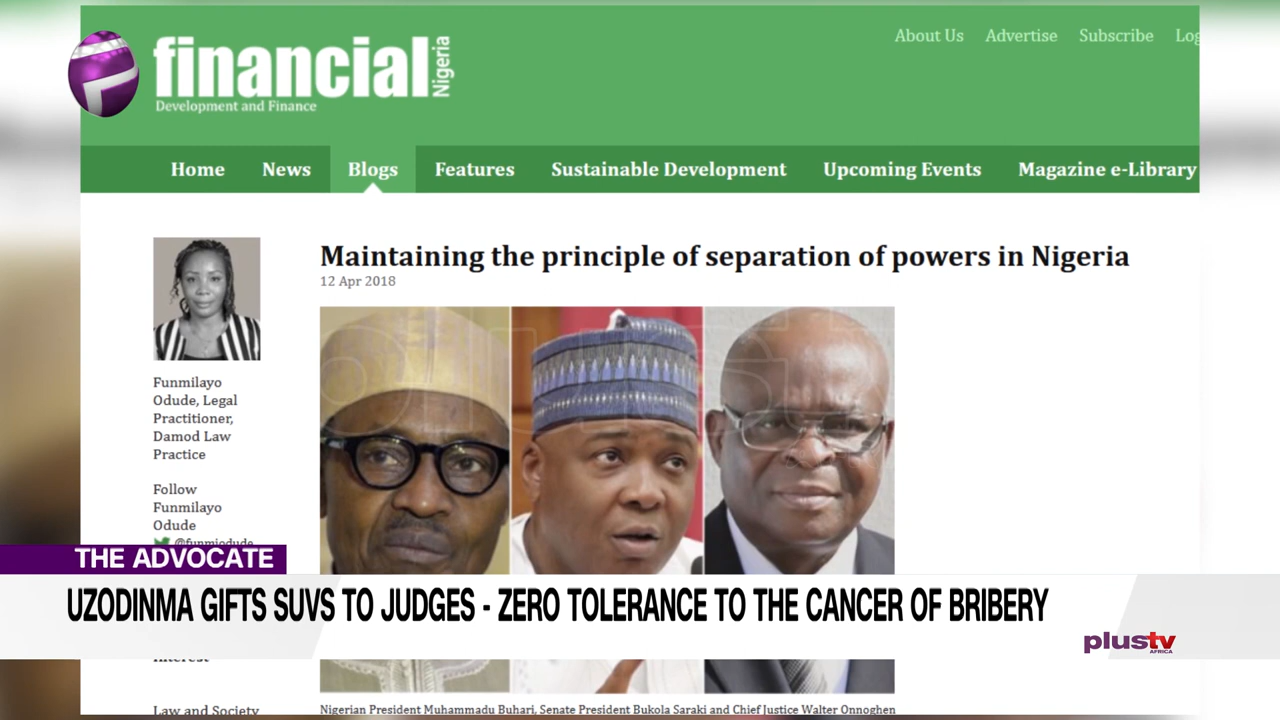 financial
Nigeria
Development and Finance
About Us Advertise Subscribe Log
Home News Blogs Features Sustainable Development Upcoming Events Magazine e-Library
Maintaining the principle of separation of powers in Nigeria
12 Apr 2018
Funmilayo
Odude, Legal
Practitioner,
Damod Law
Practice
Follow
Funmilayo
Odude
@funmiodude
THE ADVOCATE
UZODINMA GIFTS SUVS TO JUDGES - ZERO TOLERANCE TO THE CANCER OF BRIBERY
plustv
AFRICA
Interest
Law and Society
Nigerian President Muhammadu Buhari, Senate President Bukola Saraki and Chief Justice Walter Onnoghen